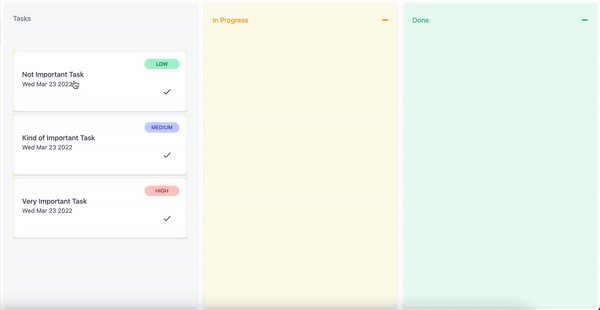 Tasks
LOW
Not Important Task
Wed Mar 23 2022
MEDIUM
Kind of Important Task
Wed Mar 23 2022
HIGH
Very Important Task
Wed Mar 23 2022
In Progress
Done